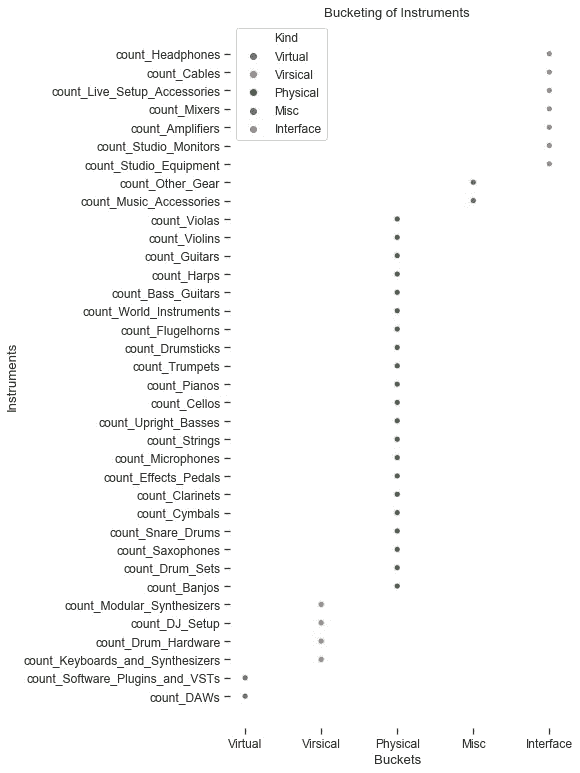 Bucketing of Instruments
Kind
Virtual
Virsical
Physical
Misc
Interface
count_Headphones
count_Cables
count_Live_Setup_Accessories
count_Mixers
count_Amplifiers
count_Studio_Monitors
count_Studio_Equipment
count_Other_Gear
count_Music_Accessories
count_Violas
count_Violins
count_Guitars
count_Harps
count_Bass_Guitars
count_World_Instruments
count_Flugelhorns
count_Drumsticks
count_Trumpets
count_Pianos
count_Cellos
count_Upright_Basses
count_Strings
count_Microphones
count_Effects_Pedals
count_Clarinets
count_Cymbals
count_Snare_Drums
count_Saxophones
count_Drum_Sets
count_Banjos
count_Modular_Synthesizers
count_DJ_Setup
count_Drum_Hardware
count_Keyboards_and_Synthesizers
count_Software_Plugins_and_VSTs
count_DAWs
Instruments
Virtual Virsical Physical Misc Interface
Buckets